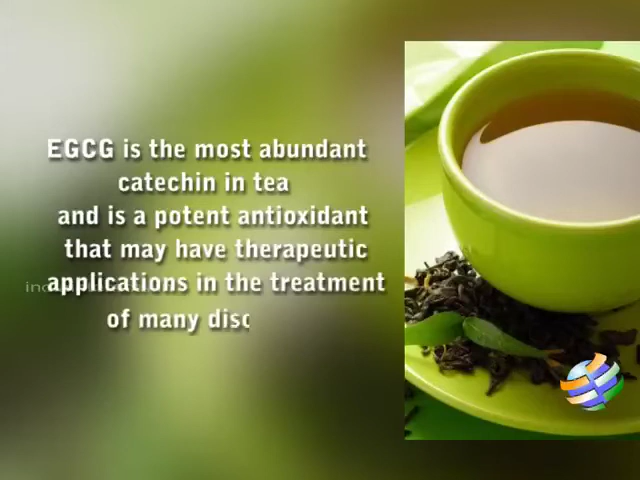 EGCG is the most abundant
catechin in tea
and is a potent antioxidant
that may have therapeutic
applications in the treatment
of many diso